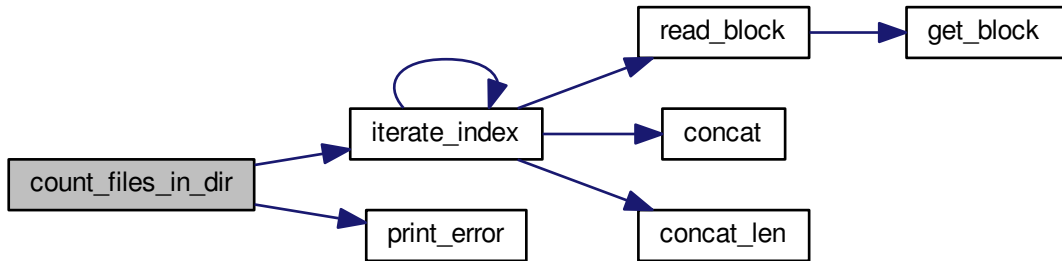 read_block
get_block
iterate_index
concat
count_files_in_dir
print_error
concat_len